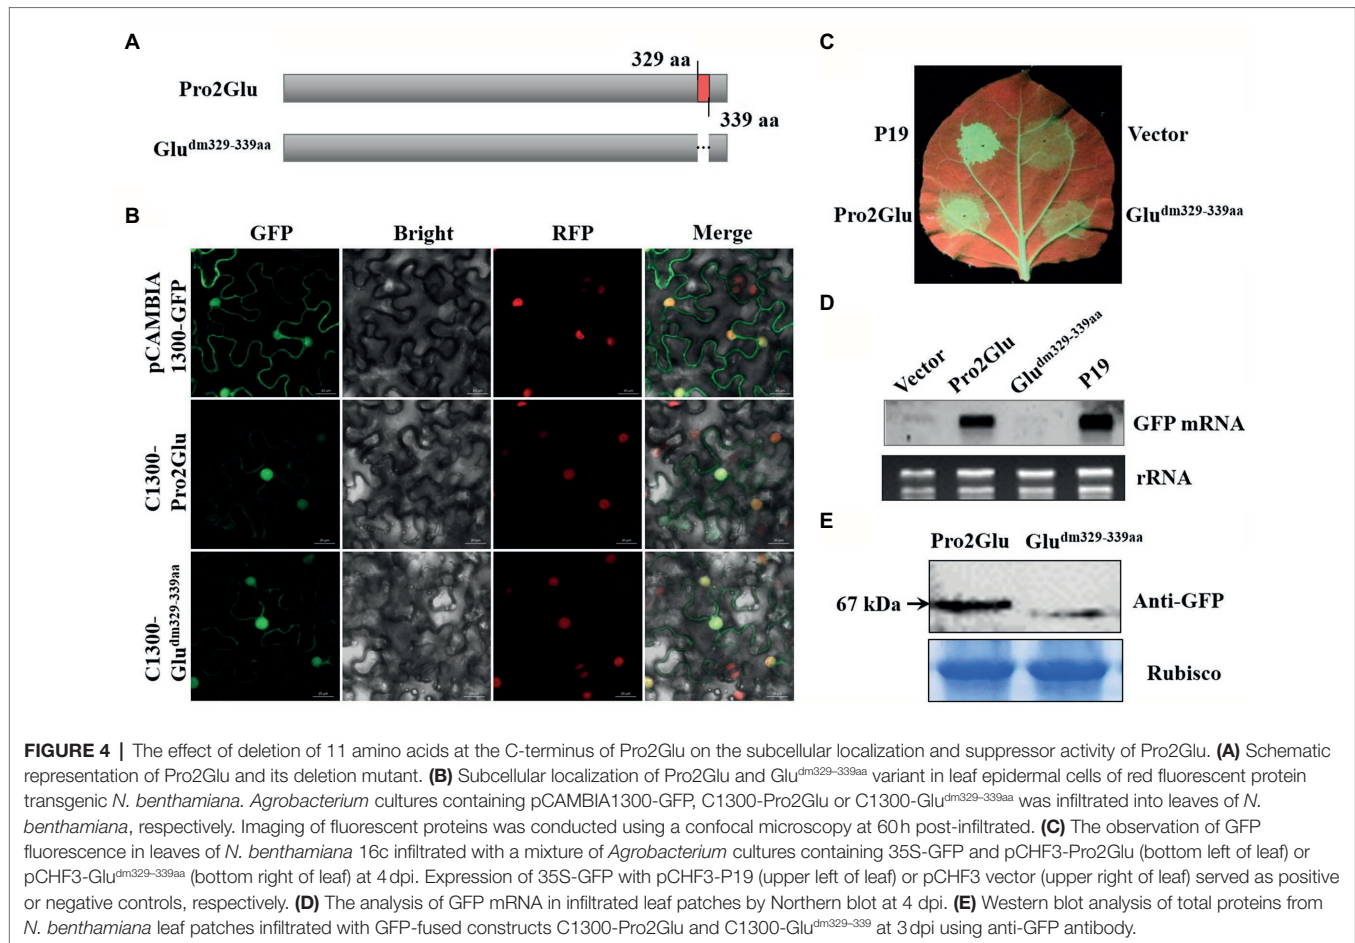 A
329 aa
Pro2Glu
339 aa
Glu^dm329-339aa
...
B
GFP
Bright
RFP
Merge
pCAMBIA
1300-GFP
C1300-
Pro2Glu
C1300-
Glu^dm329-339aa
C
P19
Vector
Pro2Glu
Glu^dm329-339aa
D
Vector
Pro2Glu
Glu^dm329-339aa
P19
GFP mRNA
rRNA
E
Pro2Glu
Glu^dm329-339aa
67 kDa
Anti-GFP
Rubisco
FIGURE 4 | The effect of deletion of 11 amino acids at the C-terminus of Pro2Glu on the subcellular localization and suppressor activity of Pro2Glu. (A) Schematic
representation of Pro2Glu and its deletion mutant. (B) Subcellular localization of Pro2Glu and Glu^dm329–339aa variant in leaf epidermal cells of red fluorescent protein
transgenic N. benthamiana. Agrobacterium cultures containing pCAMBIA1300-GFP, C1300-Pro2Glu or C1300-Glu^dm329–339aa was infiltrated into leaves of N.
benthamiana, respectively. Imaging of fluorescent proteins was conducted using a confocal microscopy at 60 h post-infiltrated. (C) The observation of GFP
fluorescence in leaves of N. benthamiana 16c infiltrated with a mixture of Agrobacterium cultures containing 35S-GFP and pCHF3-Pro2Glu (bottom left of leaf) or
pCHF3-Glu^dm329–339aa (bottom right of leaf) at 4 dpi. Expression of 35S-GFP with pCHF3-P19 (upper left of leaf) or pCHF3 vector (upper right of leaf) served as positive
or negative controls, respectively. (D) The analysis of GFP mRNA in infiltrated leaf patches by Northern blot at 4 dpi. (E) Western blot analysis of total proteins from
N. benthamiana leaf patches infiltrated with GFP-fused constructs C1300-Pro2Glu and C1300-Glu^dm329–339 at 3 dpi using anti-GFP antibody.